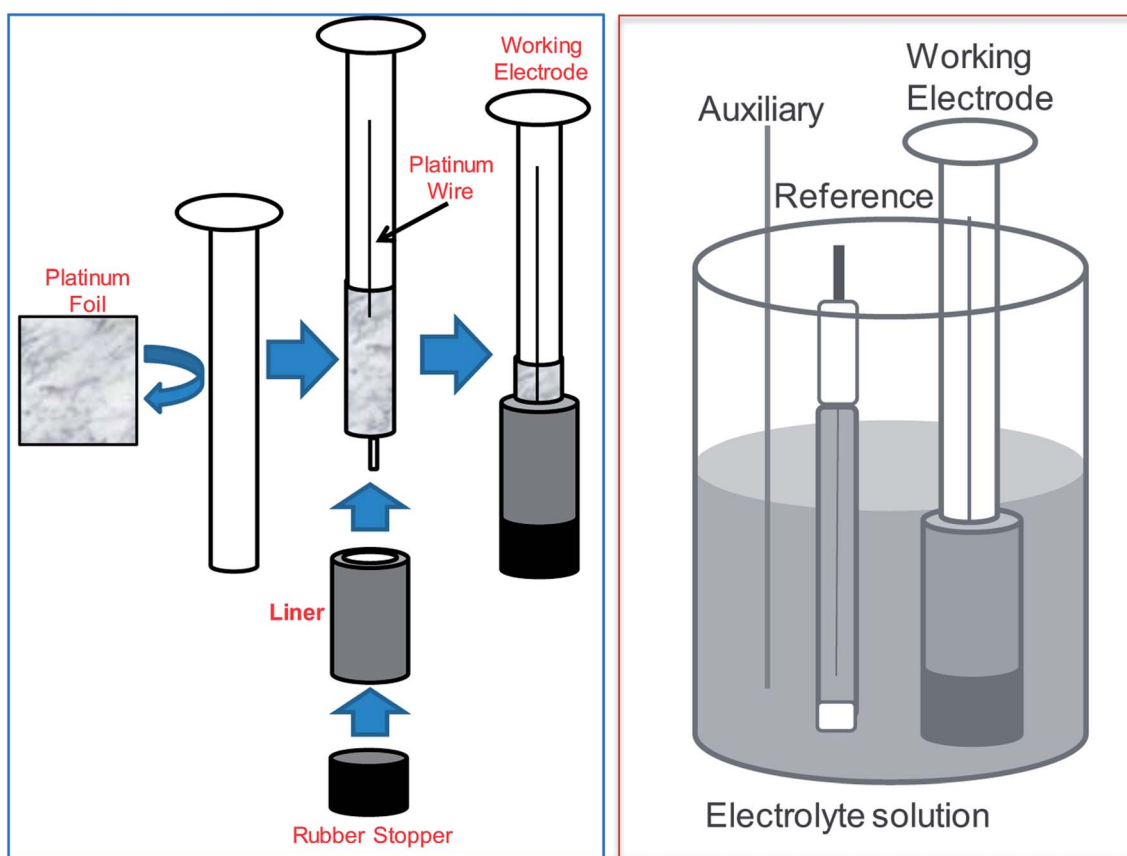 Working
Electrode
Platinum
Wire
Platinum
Foil
Liner
Rubber Stopper
Working
Electrode
Auxiliary
Reference
Electrolyte solution